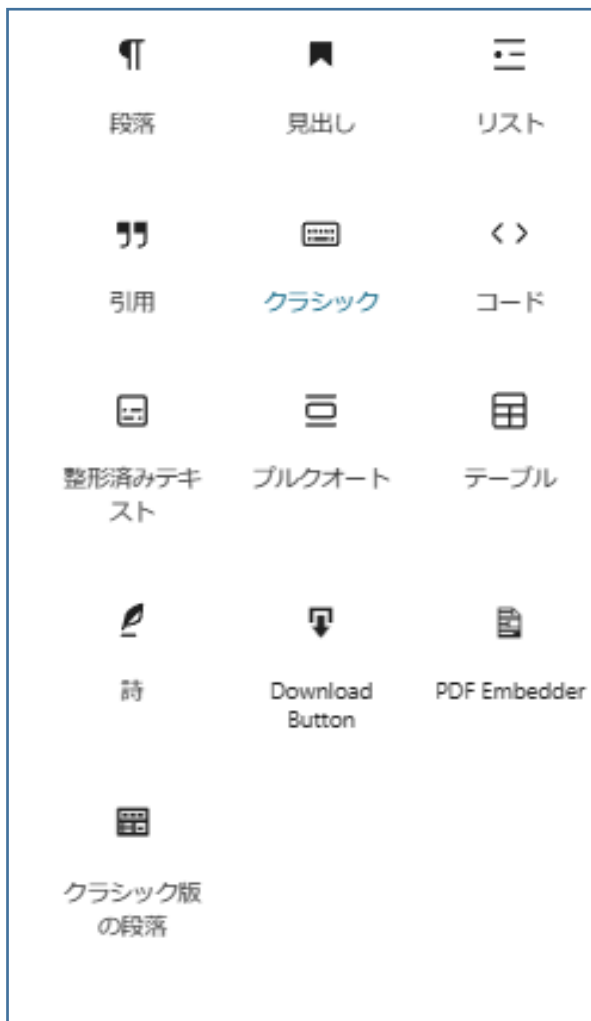 段落
見出し
リスト
引用
クラシック
コード
整形済みテキ
スト
プルクオート
テーブル
詩
Download
Button
PDF Embedder
クラシック版
の段落